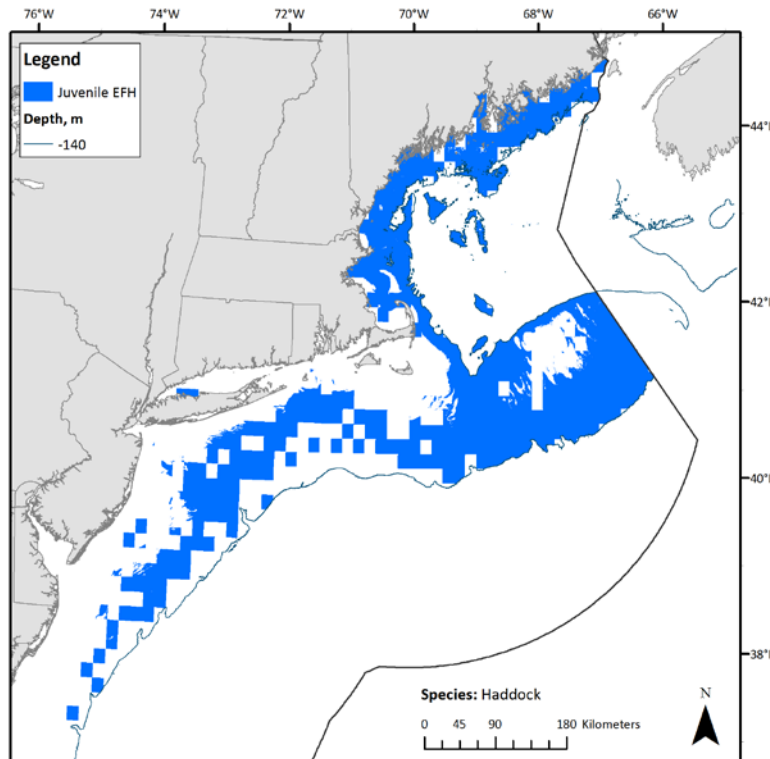 76°W 74°W 72°W 70°W 68°W 66°W
Legend
Juvenile EFH
Depth, m
-140
44°
42°
40°
38°
Species: Haddock
0 45 90 180 Kilometers
N